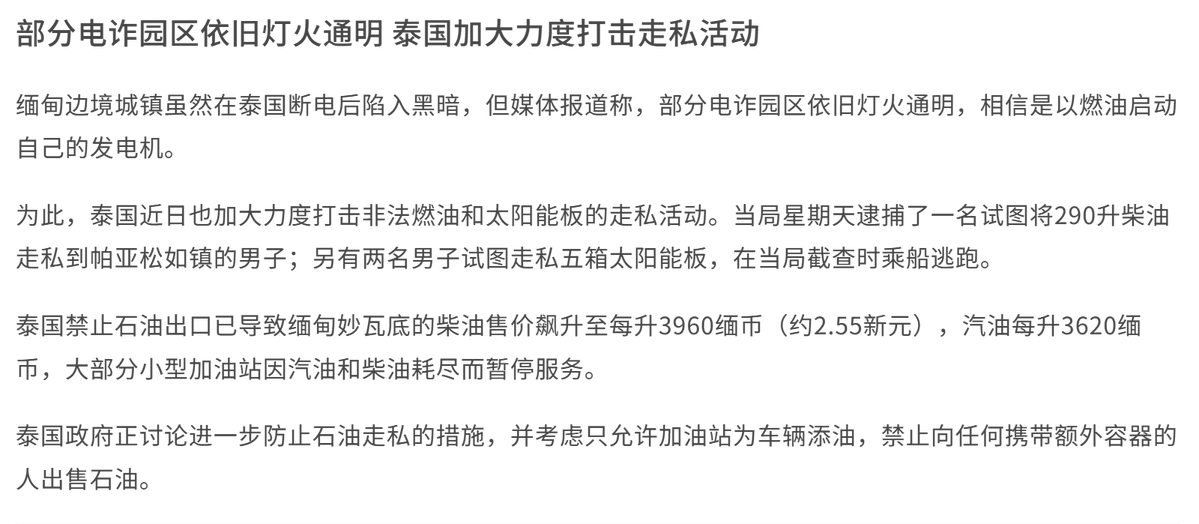 部分电诈园区依旧灯火通明 泰国加大力度打击走私活动
缅甸边境城镇虽然在泰国断电后陷入黑暗，但媒体报道称，部分电诈园区依旧灯火通明，相信是以燃油启动
自己的发电机。
为此，泰国近日也加大力度打击非法燃油和太阳能板的走私活动。当局星期天逮捕了一名试图将290升柴油
走私到帕亚松如镇的男子；另有两名男子试图走私五箱太阳能板，在当局截查时乘船逃跑。
泰国禁止石油出口已导致缅甸妙瓦底的柴油售价飙升至每升3960缅币（约2.55新元），汽油每升3620缅
币，大部分小型加油站因汽油和柴油耗尽而暂停服务。
泰国政府正讨论进一步防止石油走私的措施，并考虑只允许加油站为车辆添油，禁止向任何携带额外容器的
人出售石油。